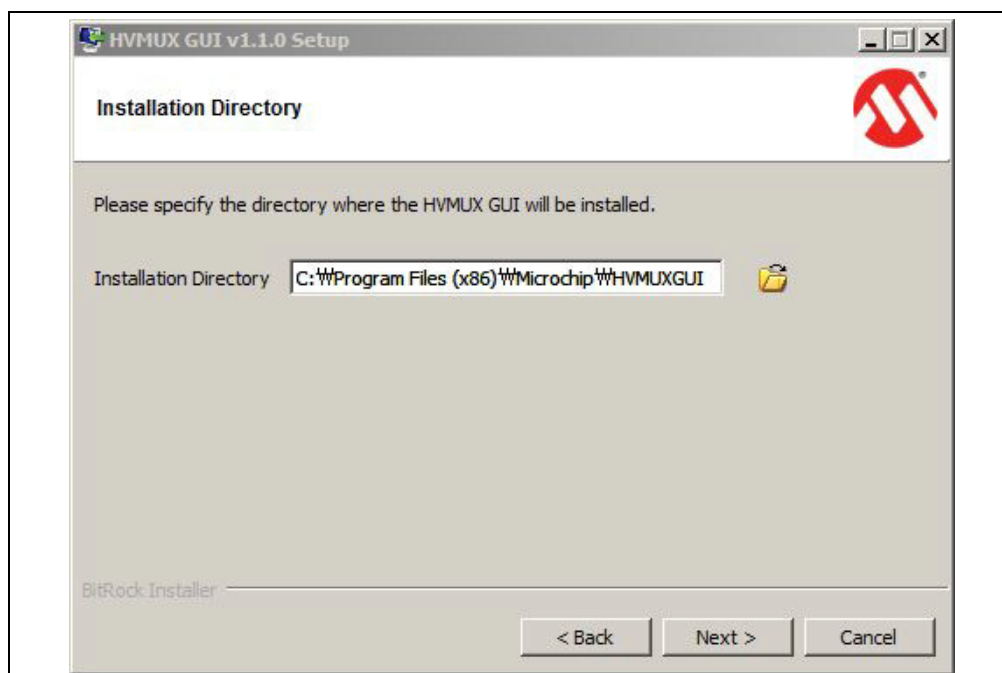 HVMUX GUI v1.1.0 Setup
Installation Directory
Please specify the directory where the HVMUX GUI will be installed.
Installation Directory C:₩Program Files (x86)₩Microchip₩HVMUXGUI
BitRock Installer
< Back Next > Cancel